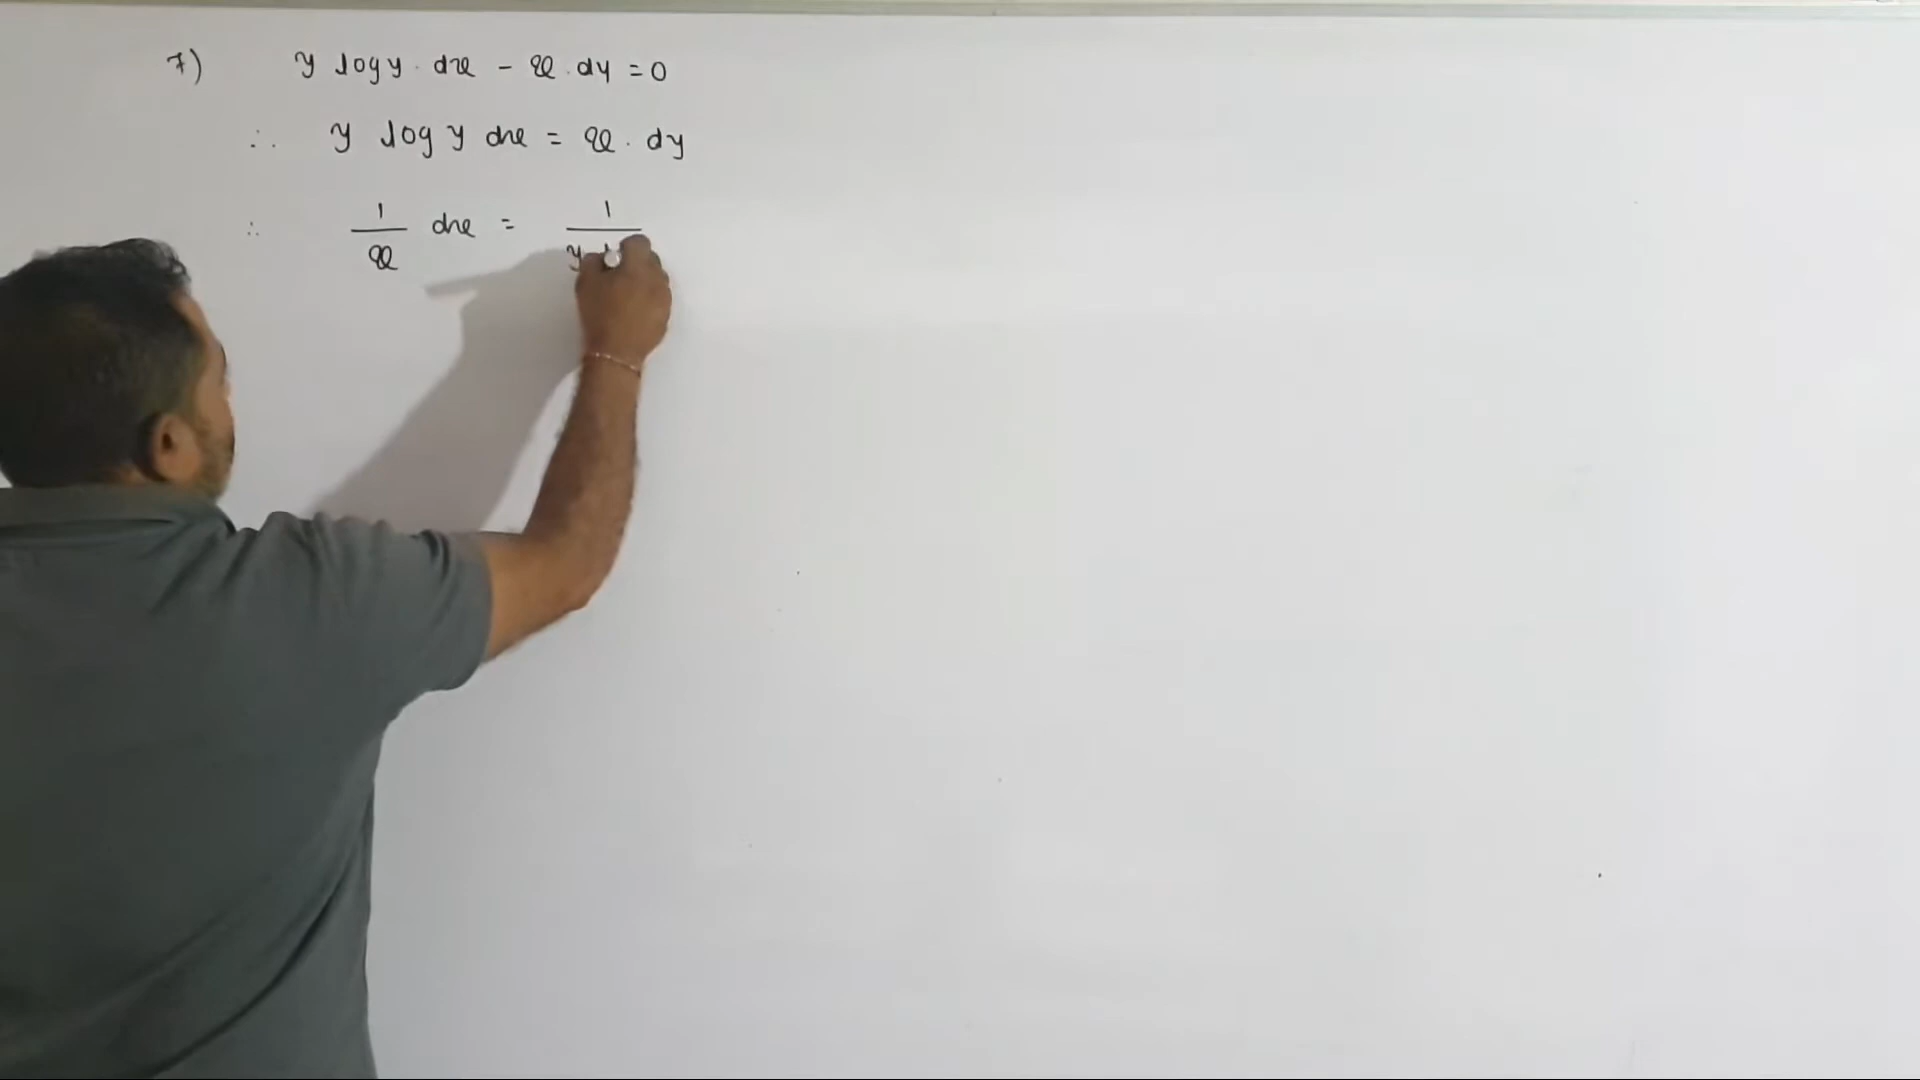 7) y log y · dx - x · dy = 0
∴ y log y dx = x · dy
∴ 1/x dx = 1/y